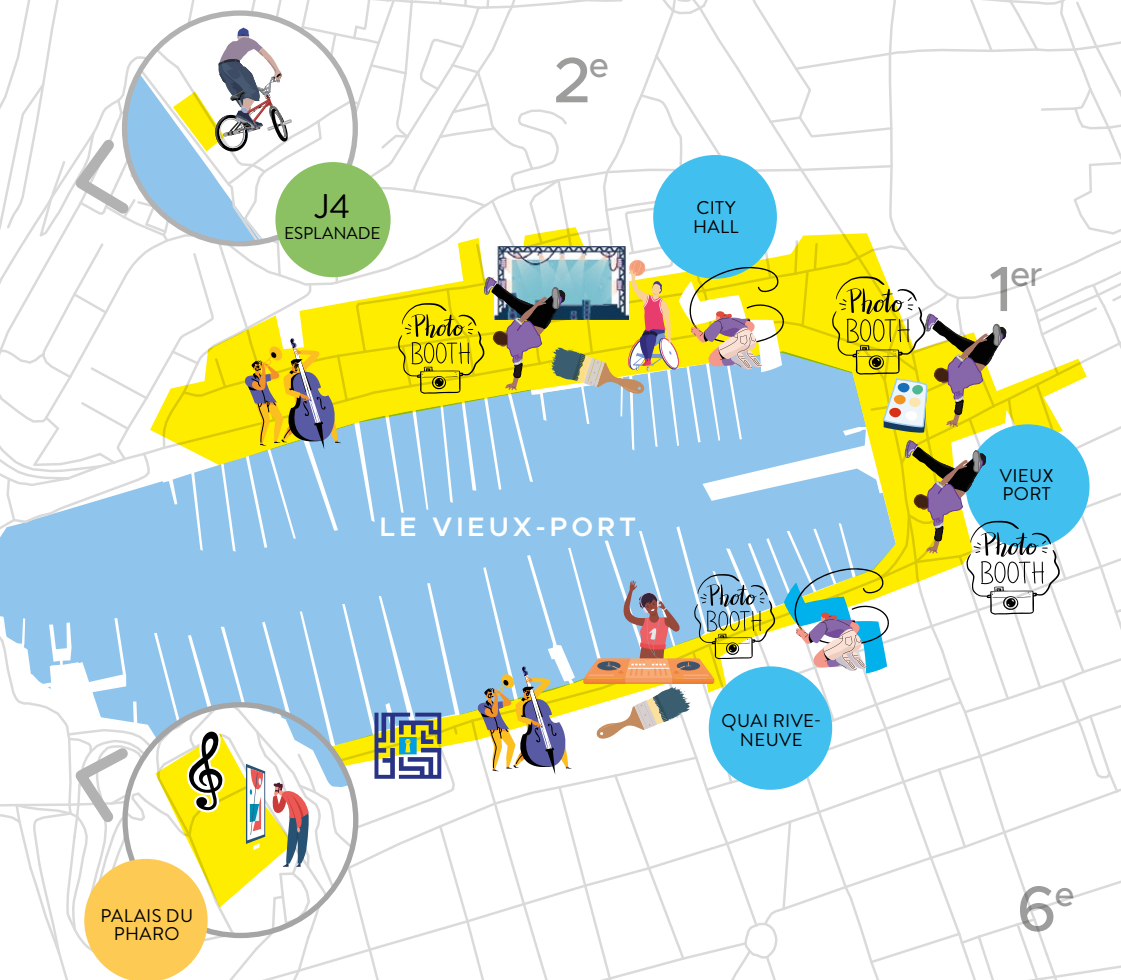 2e
J4
ESPLANADE
CITY
HALL
1er
Photo
BOOTH
Photo
BOOTH
VIEUX
PORT
LE VIEUX-PORT
Photo
BOOTH
Photo
BOOTH
1
QUAI RIVE-
NEUVE
PALAIS DU
PHARO
6e